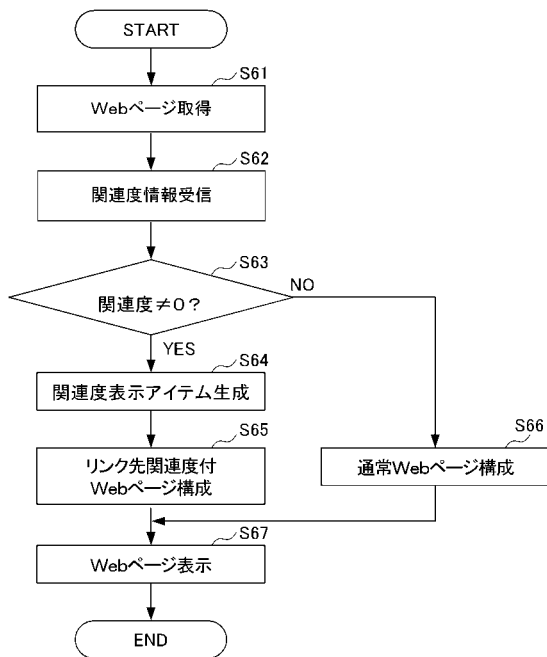 START
S61
Webページ取得
S62
関連度情報受信
S63
関連度≠0?
NO
YES
S64
関連度表示アイテム生成
S65
リンク先関連度付
Webページ構成
S66
通常Webページ構成
S67
Webページ表示
END